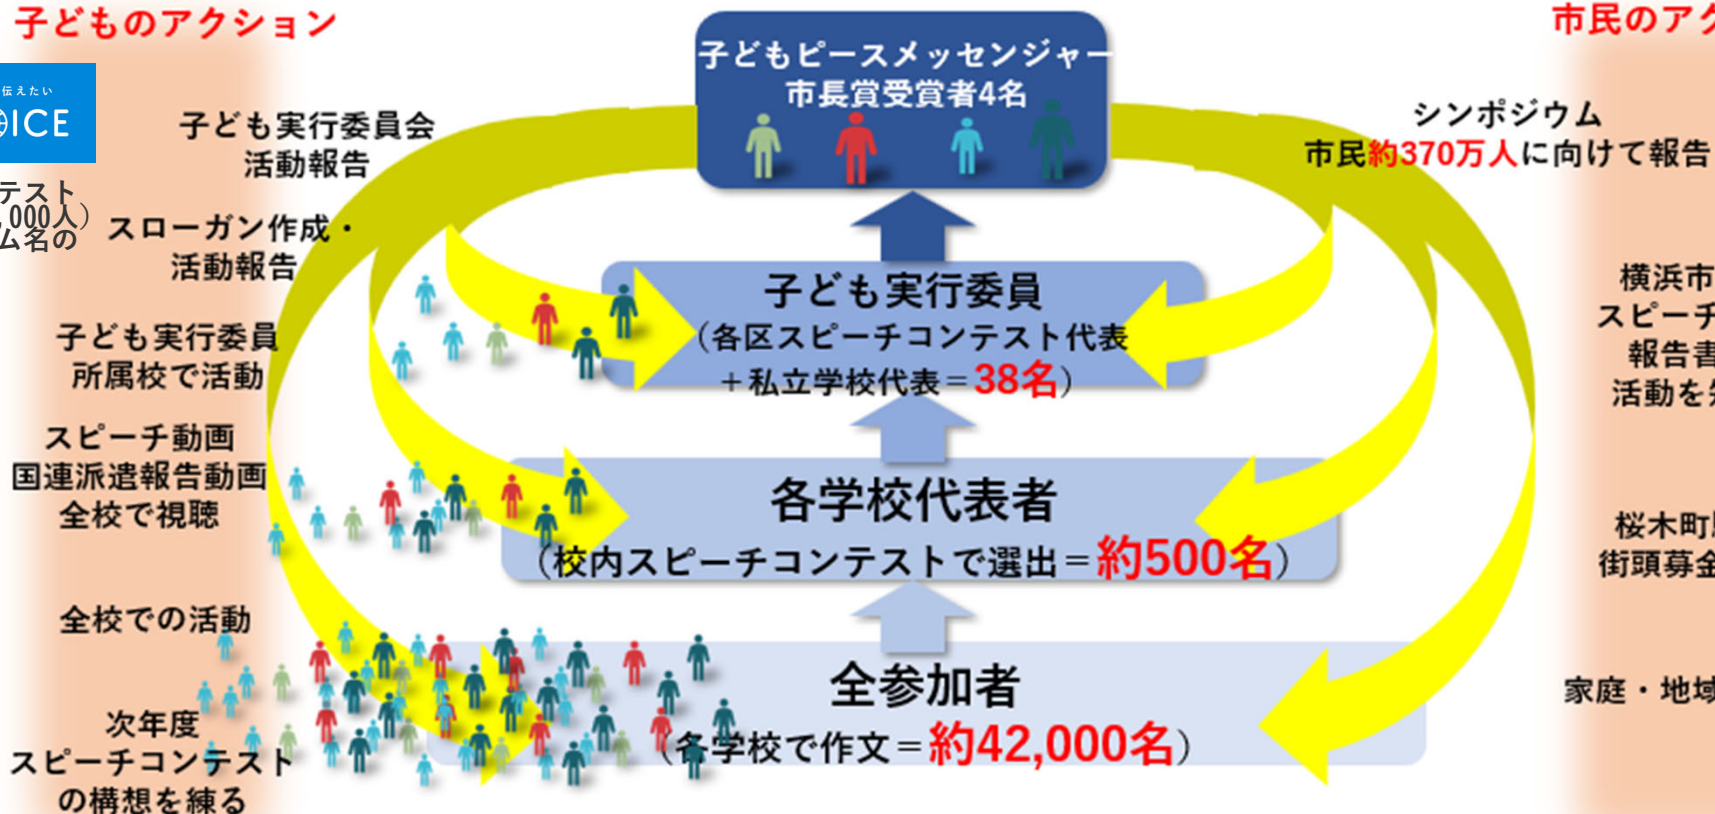 子どものアクション
伝えたい
ICE
テスト
,000人）
ム名の
子ども実行委員会
活動報告
スローガン作成・
活動報告
子ども実行委員
所属校で活動
スピーチ動画
国連派遣報告動画
全校で視聴
全校での活動
次年度
スピーチコンテスト
の構想を練る
子どもピースメッセンジャー
市長賞受賞者4名
子ども実行委員
（各区スピーチコンテスト代表
＋私立学校代表＝38名）
各学校代表者
（校内スピーチコンテストで選出＝約500名）
全参加者
（各学校で作文＝約42,000名）
市民のアク
シンポジウム
市民約370万人に向けて報告
横浜市
スピーチ
報告書
活動を
桜木町
街頭募金
家庭・地域